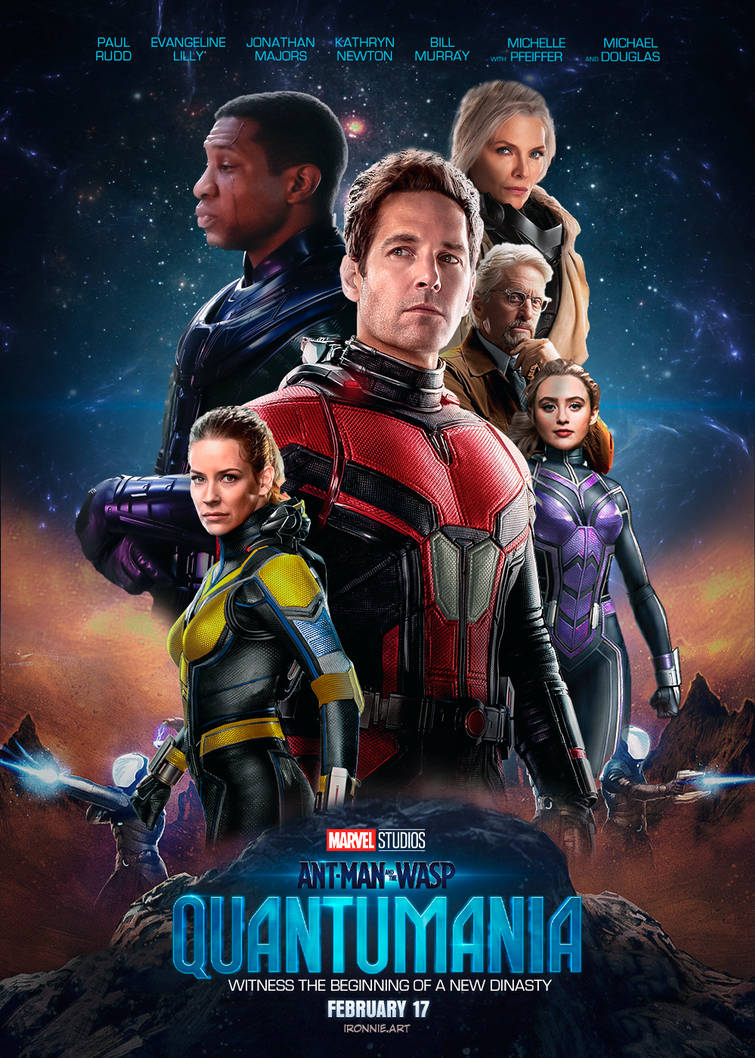 PAUL RUDD
EVANGELINE LILLY
JONATHAN MAJORS
KATHRYN NEWTON
BILL MURRAY
WITH MICHELLE PFEIFFER
AND MICHAEL DOUGLAS
MARVEL STUDIOS
ANT-MAN AND THE WASP
QUANTUMANIA
WITNESS THE BEGINNING OF A NEW DINASTY
FEBRUARY 17
IRONNIE.ART